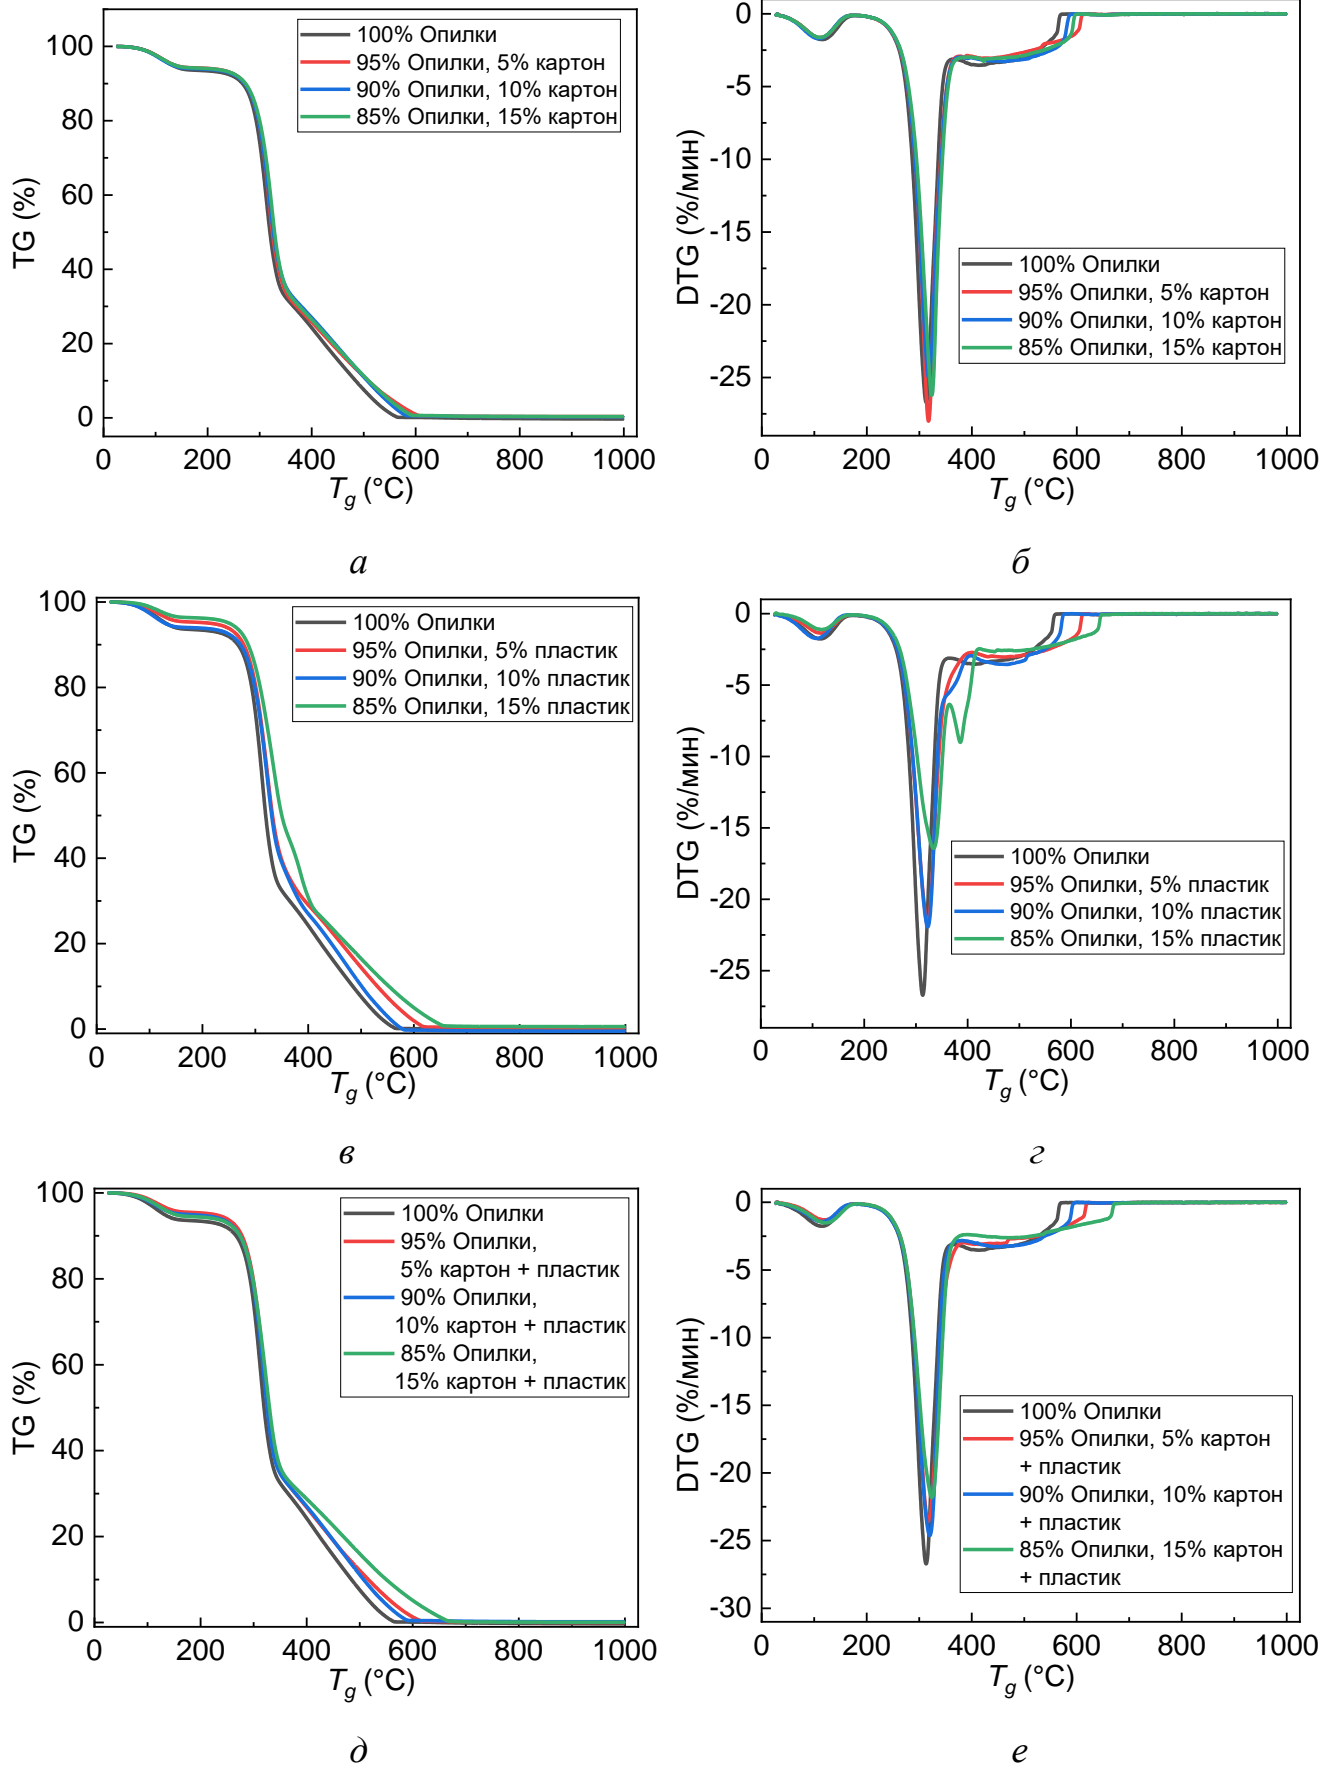 100% Опилки
95% Опилки, 5% картон
90% Опилки, 10% картон
85% Опилки, 15% картон
TG (%)
100
80
60
40
20
0
0 200 400 600 800 1000
T_g (°C)
а
100% Опилки
95% Опилки, 5% картон
90% Опилки, 10% картон
85% Опилки, 15% картон
DTG (%/мин)
0
-5
-10
-15
-20
-25
0 200 400 600 800 1000
T_g (°C)
б
100% Опилки
95% Опилки, 5% пластик
90% Опилки, 10% пластик
85% Опилки, 15% пластик
TG (%)
100
80
60
40
20
0
0 200 400 600 800 1000
T_g (°C)
в
100% Опилки
95% Опилки, 5% пластик
90% Опилки, 10% пластик
85% Опилки, 15% пластик
DTG (%/мин)
0
-5
-10
-15
-20
-25
0 200 400 600 800 1000
T_g (°C)
г
100% Опилки
95% Опилки,
5% картон + пластик
90% Опилки,
10% картон + пластик
85% Опилки,
15% картон + пластик
TG (%)
100
80
60
40
20
0
0 200 400 600 800 1000
T_g (°C)
д
100% Опилки
95% Опилки, 5% картон
+ пластик
90% Опилки, 10% картон
+ пластик
85% Опилки, 15% картон
+ пластик
DTG (%/мин)
0
-5
-10
-15
-20
-25
-30
0 200 400 600 800 1000
T_g (°C)
е